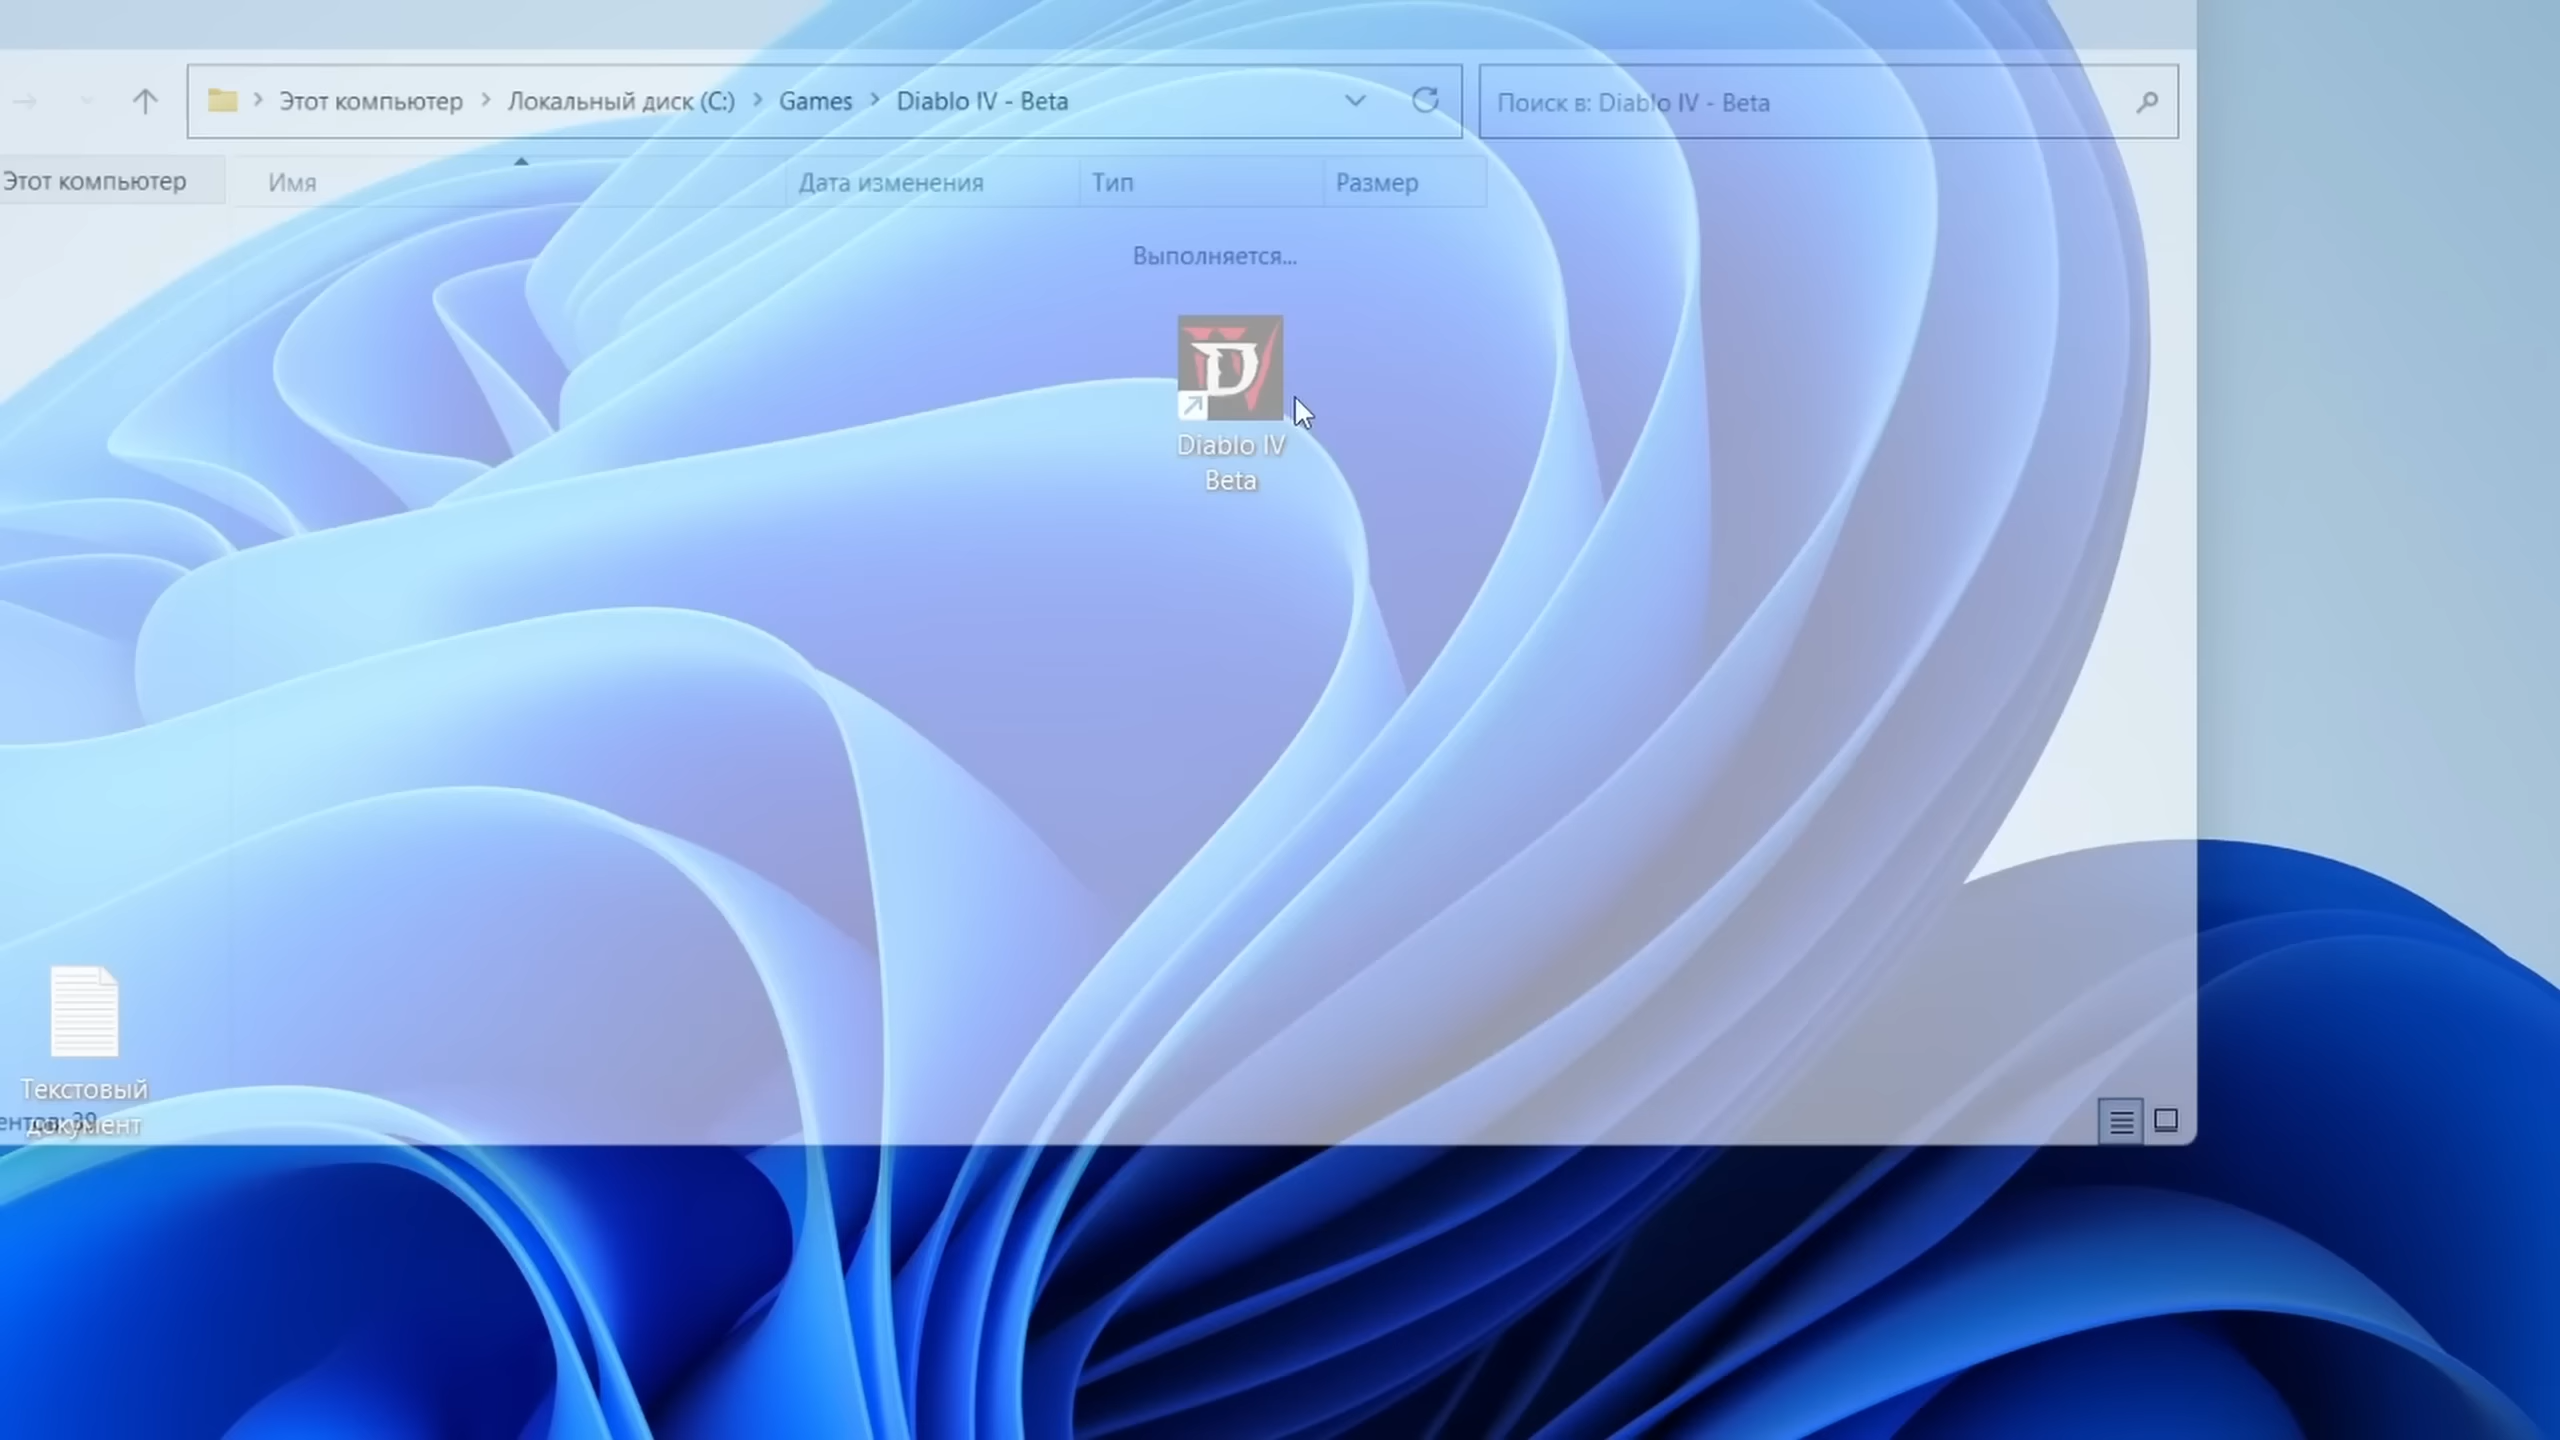 Этот компьютер > Локальный диск (C:) > Games > Diablo IV - Beta
Поиск в: Diablo IV - Beta
Этот компьютер
Имя
Дата изменения
Тип
Размер
Выполняется...
Diablo IV
Beta
Текстовый
документ
39